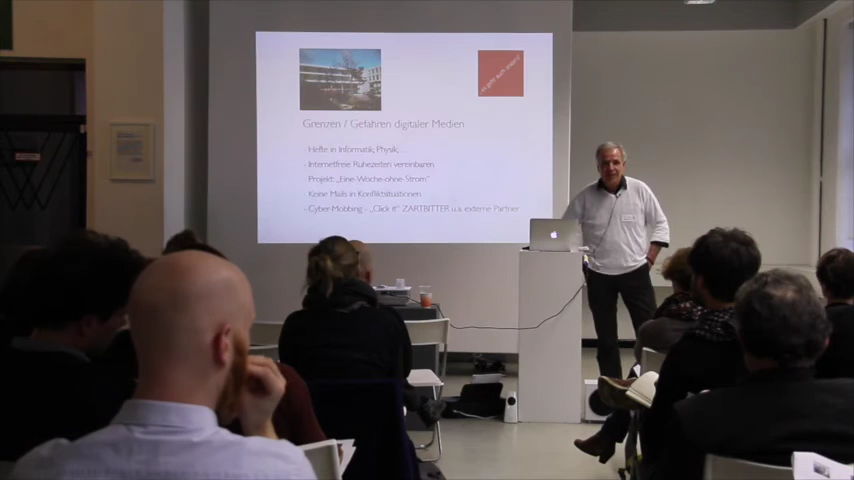 Grenzen / Gefahren digitaler Medien
- Hefte in Informatik, Physik,...
- Internetfreie Ruhezeiten vereinbaren
- Projekt: „Eine Woche ohne Strom"
- Keine Mails in Konfliktsituationen
- Cyber-Mobbing - „Click it!" ZARTBITTER u.a. externe Partner